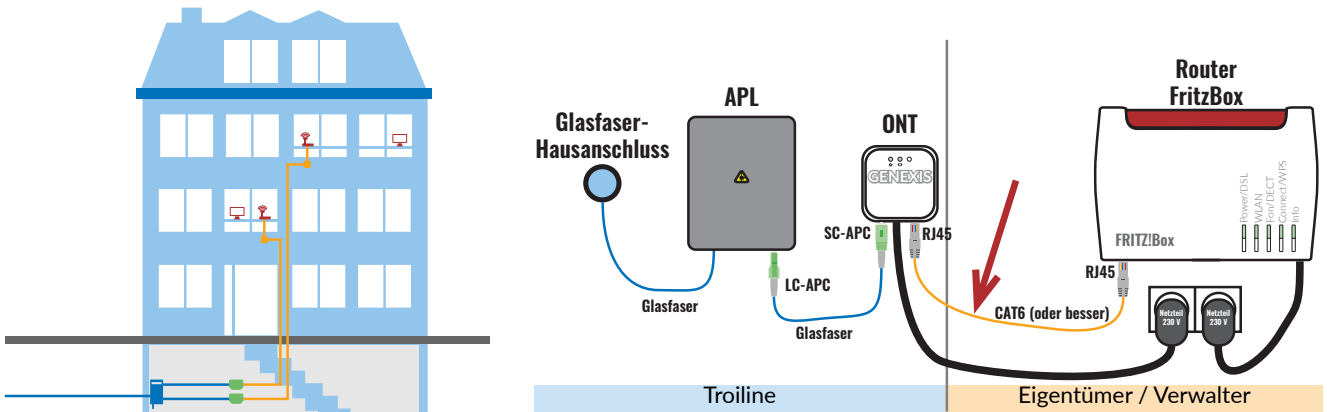 Glasfaser-
Hausanschluss
APL
ONT
Router
FritzBox
GENEXIS
SC-APC
RJ45
LC-APC
Glasfaser
Glasfaser
CAT6 (oder besser)
RJ45
FRITZ!Box
Power/DSL
WLAN
Fon/DECT
Connect/WPS
Info
Netzteil
230 V
Netzteil
230 V
Troiline
Eigentümer / Verwalter